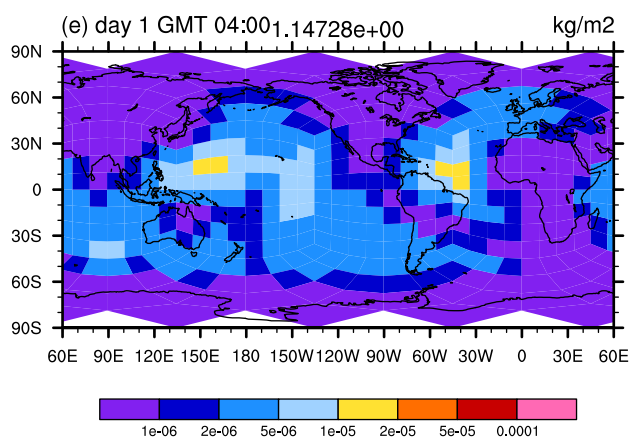 (e) day 1 GMT 04:00 1.14728e+00 kg/m2
90N
60N
30N
0
30S
60S
90S
60E 90E 120E 150E 180 150W 120W 90W 60W 30W 0 30E 60E
1e-06 2e-06 5e-06 1e-05 2e-05 5e-05 0.0001